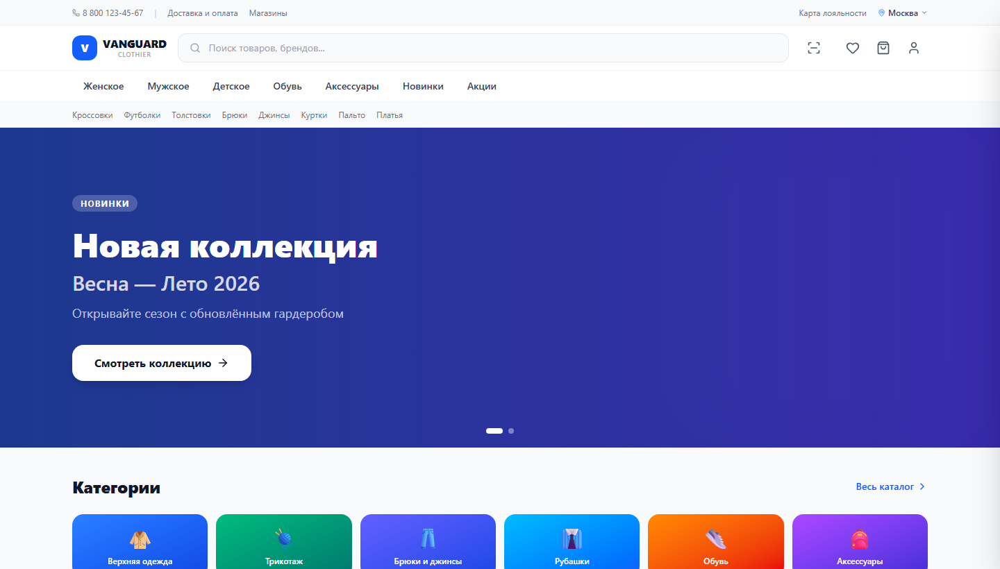 8 800 123-45-67 | Доставка и оплата Магазины Карта лояльности Москва
V VANGUARD
CLOTHIER
Поиск товаров, брендов...
Женское Мужское Детское Обувь Аксессуары Новинки Акции
Кроссовки Футболки Толстовки Брюки Джинсы Куртки Пальто Платья
НОВИНКИ
Новая коллекция
Весна — Лето 2026
Открывайте сезон с обновлённым гардеробом
Смотреть коллекцию →
Категории Весь каталог
Верхняя одежда Трикотаж Брюки и джинсы Рубашки Обувь Аксессуары